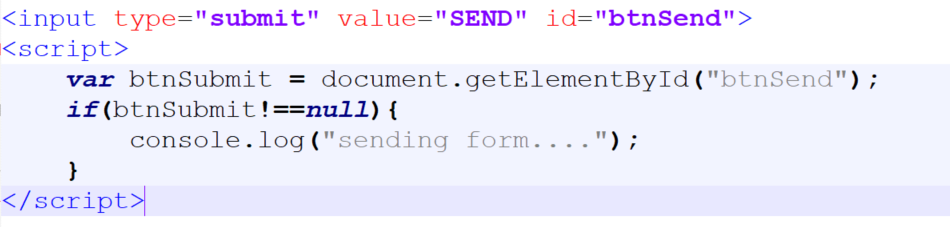 <input type="submit" value="SEND" id="btnSend">
<script>
    var btnSubmit = document.getElementById("btnSend");
    if(btnSubmit!==null){
        console.log("sending form....");
    }
</script>